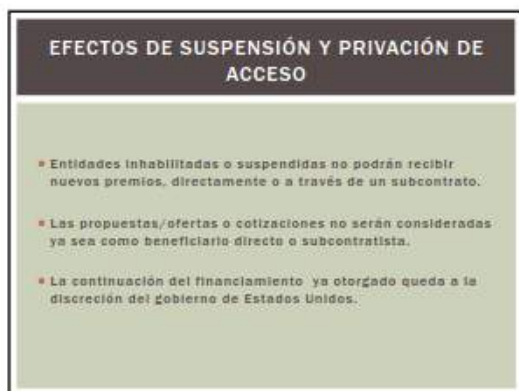 EFECTOS DE SUSPENSIÓN Y PRIVACIÓN DE
ACCESO
Entidades inhabilitadas o suspendidas no podrán recibir
nuevos premios, directamente o a través de un subcontrato.
Las propuestas/ofertas o cotizaciones no serán consideradas
ya sea como beneficiario directo o subcontratista.
La continuación del financiamiento ya otorgado queda a la
discreción del gobierno de Estados Unidos.